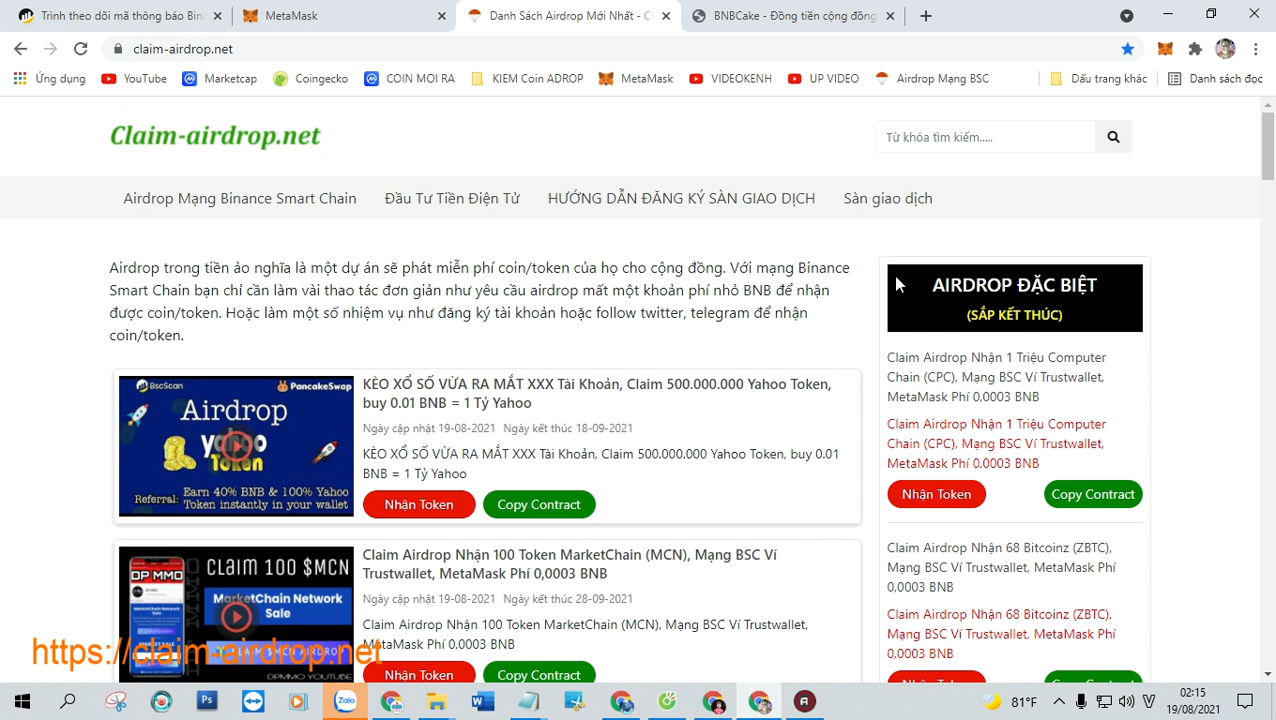 Trình theo dõi mã thông báo Bin
MetaMask
Danh Sách Airdrop Mới Nhất - C
BNBCake - Đồng tiền cộng đồng
claim-airdrop.net
Ứng dụng
YouTube
Marketcap
Coingecko
COIN MOI RA
KIEM Coin ADROP
MetaMask
VIDEOKENH
UP VIDEO
Airdrop Mạng BSC
Dấu trang khác
Danh sách đọc
Claim-airdrop.net
Từ khóa tìm kiếm.....
Airdrop Mạng Binance Smart Chain
Đầu Tư Tiền Điện Tử
HƯỚNG DẪN ĐĂNG KÝ SÀN GIAO DỊCH
Sàn giao dịch
Airdrop trong tiền ảo nghĩa là một dự án sẽ phát miễn phí coin/token của họ cho cộng đồng. Với mạng Binance
Smart Chain bạn chỉ cần làm vài thao tác đơn giản như yêu cầu airdrop mất một khoản phí nhỏ BNB để nhận
được coin/token. Hoặc làm một số nhiệm vụ như đăng ký tài khoản hoặc follow twitter, telegram để nhận
coin/token.
BscScan
PancakeSwap
Airdrop
yahoo
Token
Referral: Earn 40% BNB & 100% Yahoo
Token instantly in your wallet
KÈO XỔ SỐ VỪA RA MẮT XXX Tài Khoản, Claim 500.000.000 Yahoo Token,
buy 0.01 BNB = 1 Tỷ Yahoo
Ngày cập nhật 19-08-2021 Ngày kết thúc 18-09-2021
KÈO XỔ SỐ VỪA RA MẮT XXX Tài Khoản, Claim 500.000.000 Yahoo Token, buy 0.01
BNB = 1 Tỷ Yahoo
Nhận Token
Copy Contract
DP MMO
CLAIM 100 $MCN
MarketChain Network
Sale
CLAIM $MCN AIRDROP
DPMMO YOUTUBE
Claim Airdrop Nhận 100 Token MarketChain (MCN), Mạng BSC Ví
Trustwallet, MetaMask Phí 0,0003 BNB
Ngày cập nhật 19-08-2021 Ngày kết thúc 28-09-2021
Claim Airdrop Nhận 100 Token MarketChain (MCN), Mạng BSC Ví Trustwallet,
MetaMask Phí 0,0003 BNB
Nhận Token
Copy Contract
AIRDROP ĐẶC BIỆT
(SẮP KẾT THÚC)
Claim Airdrop Nhận 1 Triệu Computer
Chain (CPC), Mạng BSC Ví Trustwallet,
MetaMask Phí 0,0003 BNB
Claim Airdrop Nhận 1 Triệu Computer
Chain (CPC), Mạng BSC Ví Trustwallet,
MetaMask Phí 0,0003 BNB
Nhận Token
Copy Contract
Claim Airdrop Nhận 68 Bitcoinz (ZBTC),
Mạng BSC Ví Trustwallet, MetaMask Phí
0,0003 BNB
Claim Airdrop Nhận 68 Bitcoinz (ZBTC),
Mạng BSC Ví Trustwallet, MetaMask Phí
0,0003 BNB
https://claim-airdrop.net
Zalo
81°F
02:15
19/08/2021